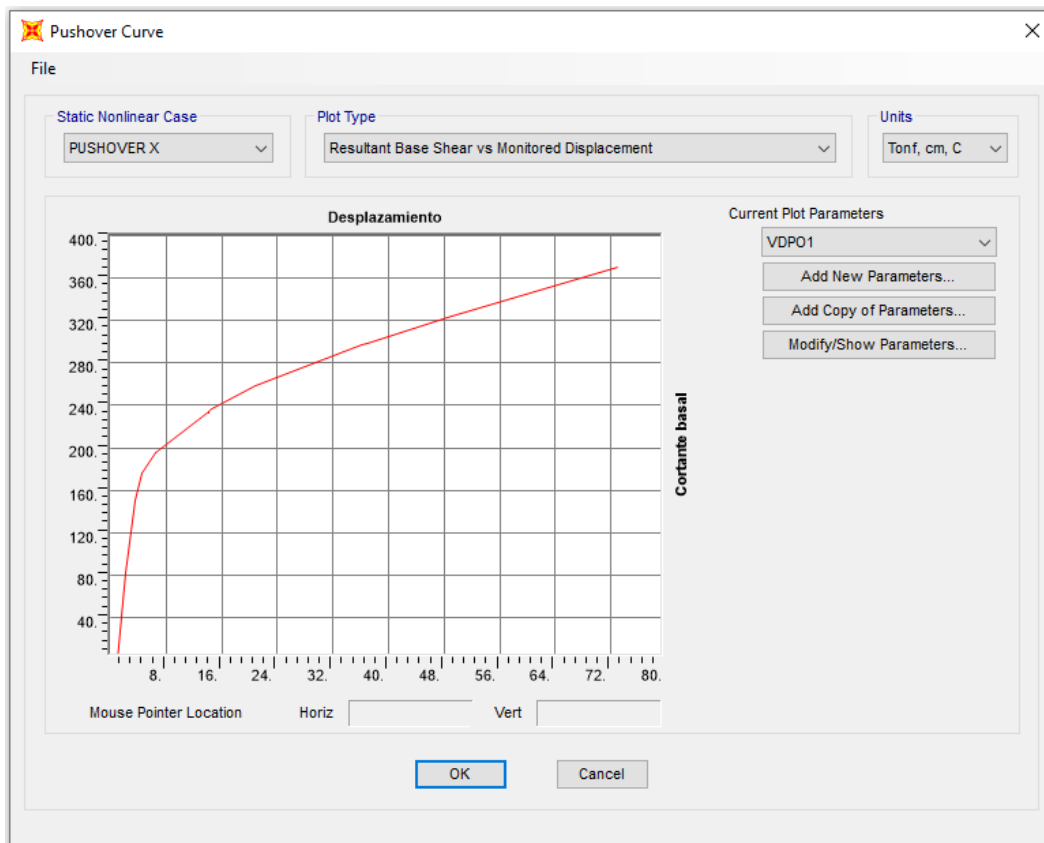 Pushover Curve
File
Static Nonlinear Case
PUSHOVER X
Plot Type
Resultant Base Shear vs Monitored Displacement
Units
Tonf, cm, C
Desplazamiento
400.
360.
320.
280.
240.
200.
160.
120.
80.
40.
8. 16. 24. 32. 40. 48. 56. 64. 72. 80.
Cortante basal
Current Plot Parameters
VDPO1
Add New Parameters...
Add Copy of Parameters...
Modify/Show Parameters...
Mouse Pointer Location Horiz Vert
OK Cancel